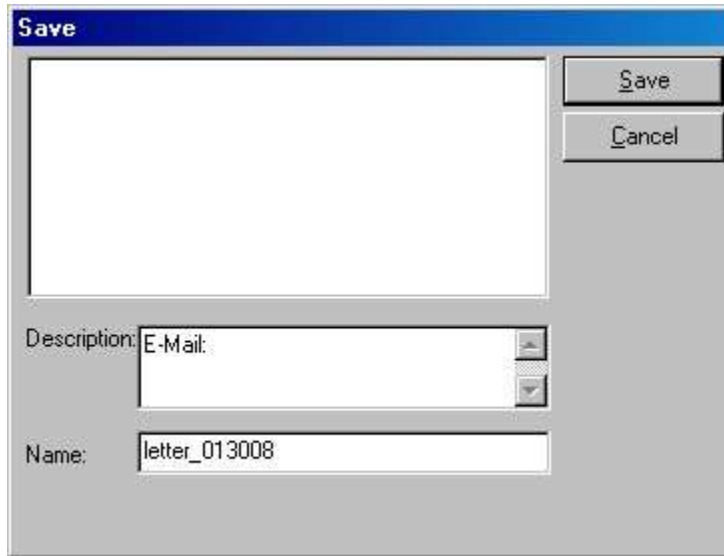 Save
Save
Cancel
Description:
E-Mail:
Name:
letter_013008